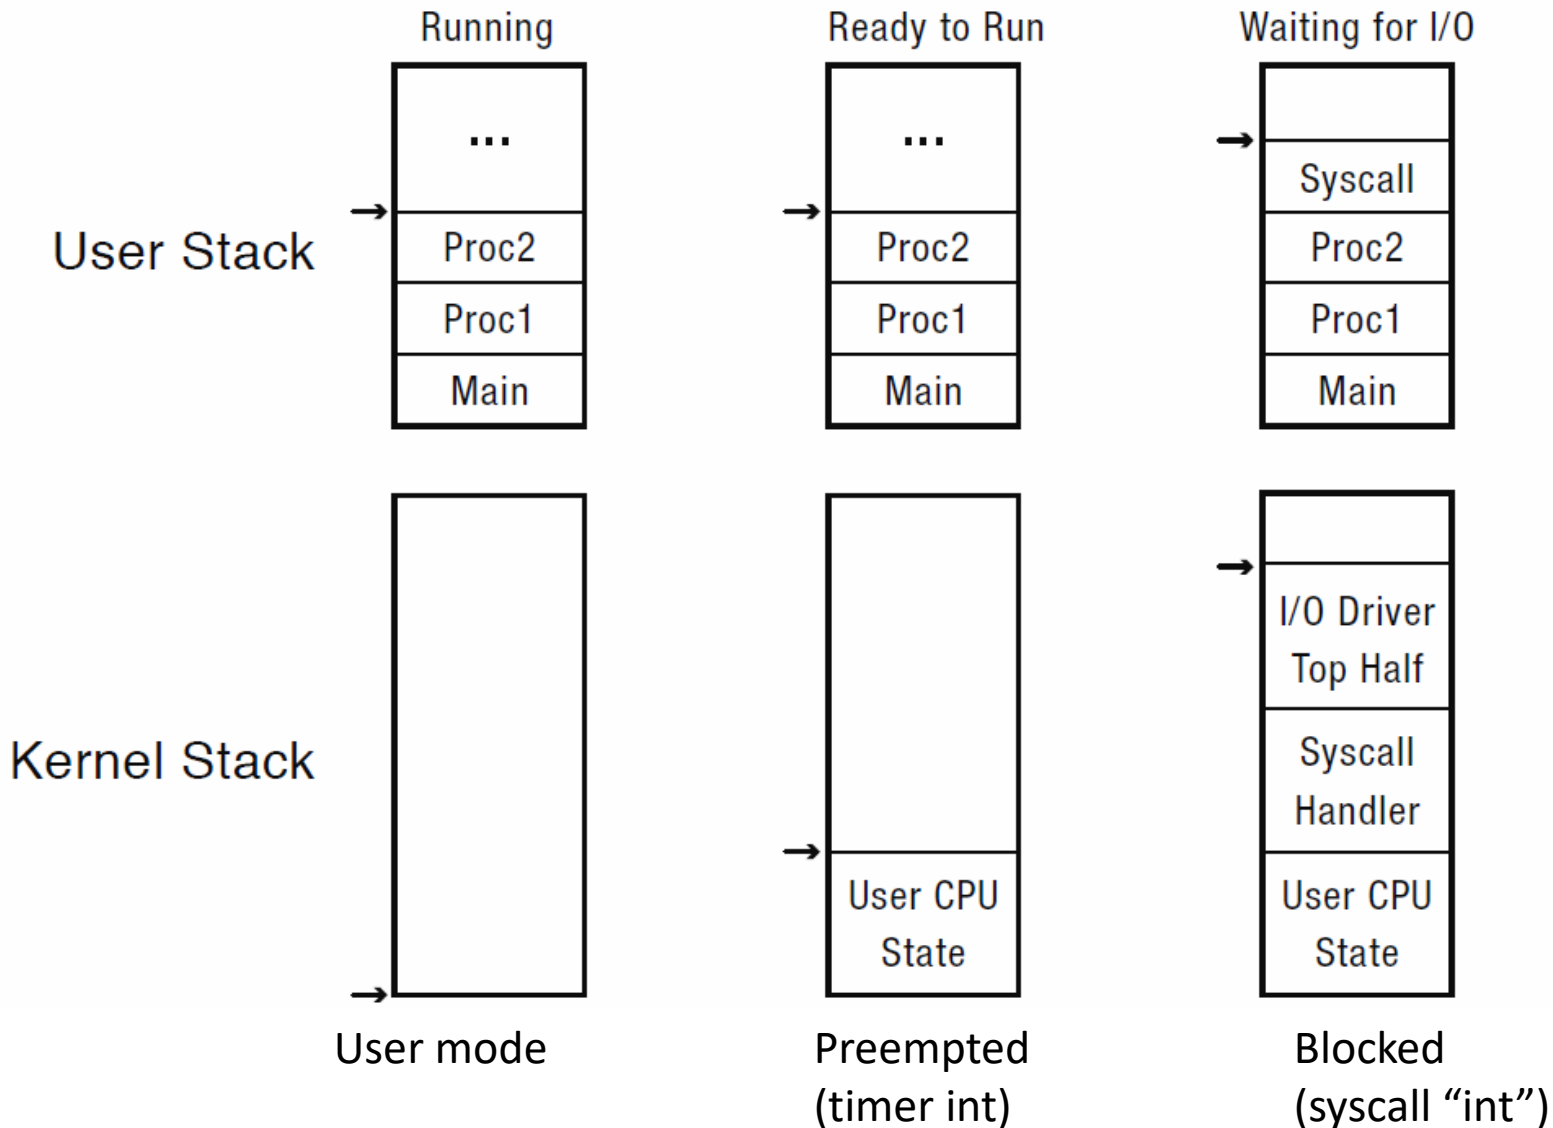 Running
Ready to Run
Waiting for I/O
User Stack
...
Proc2
Proc1
Main
...
Proc2
Proc1
Main
Syscall
Proc2
Proc1
Main
Kernel Stack
User CPU
State
I/O Driver
Top Half
Syscall
Handler
User CPU
State
User mode
Preempted
(timer int)
Blocked
(syscall “int”)